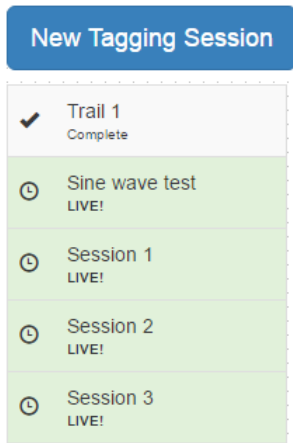 New Tagging Session
Trail 1
Complete
Sine wave test
LIVE!
Session 1
LIVE!
Session 2
LIVE!
Session 3
LIVE!